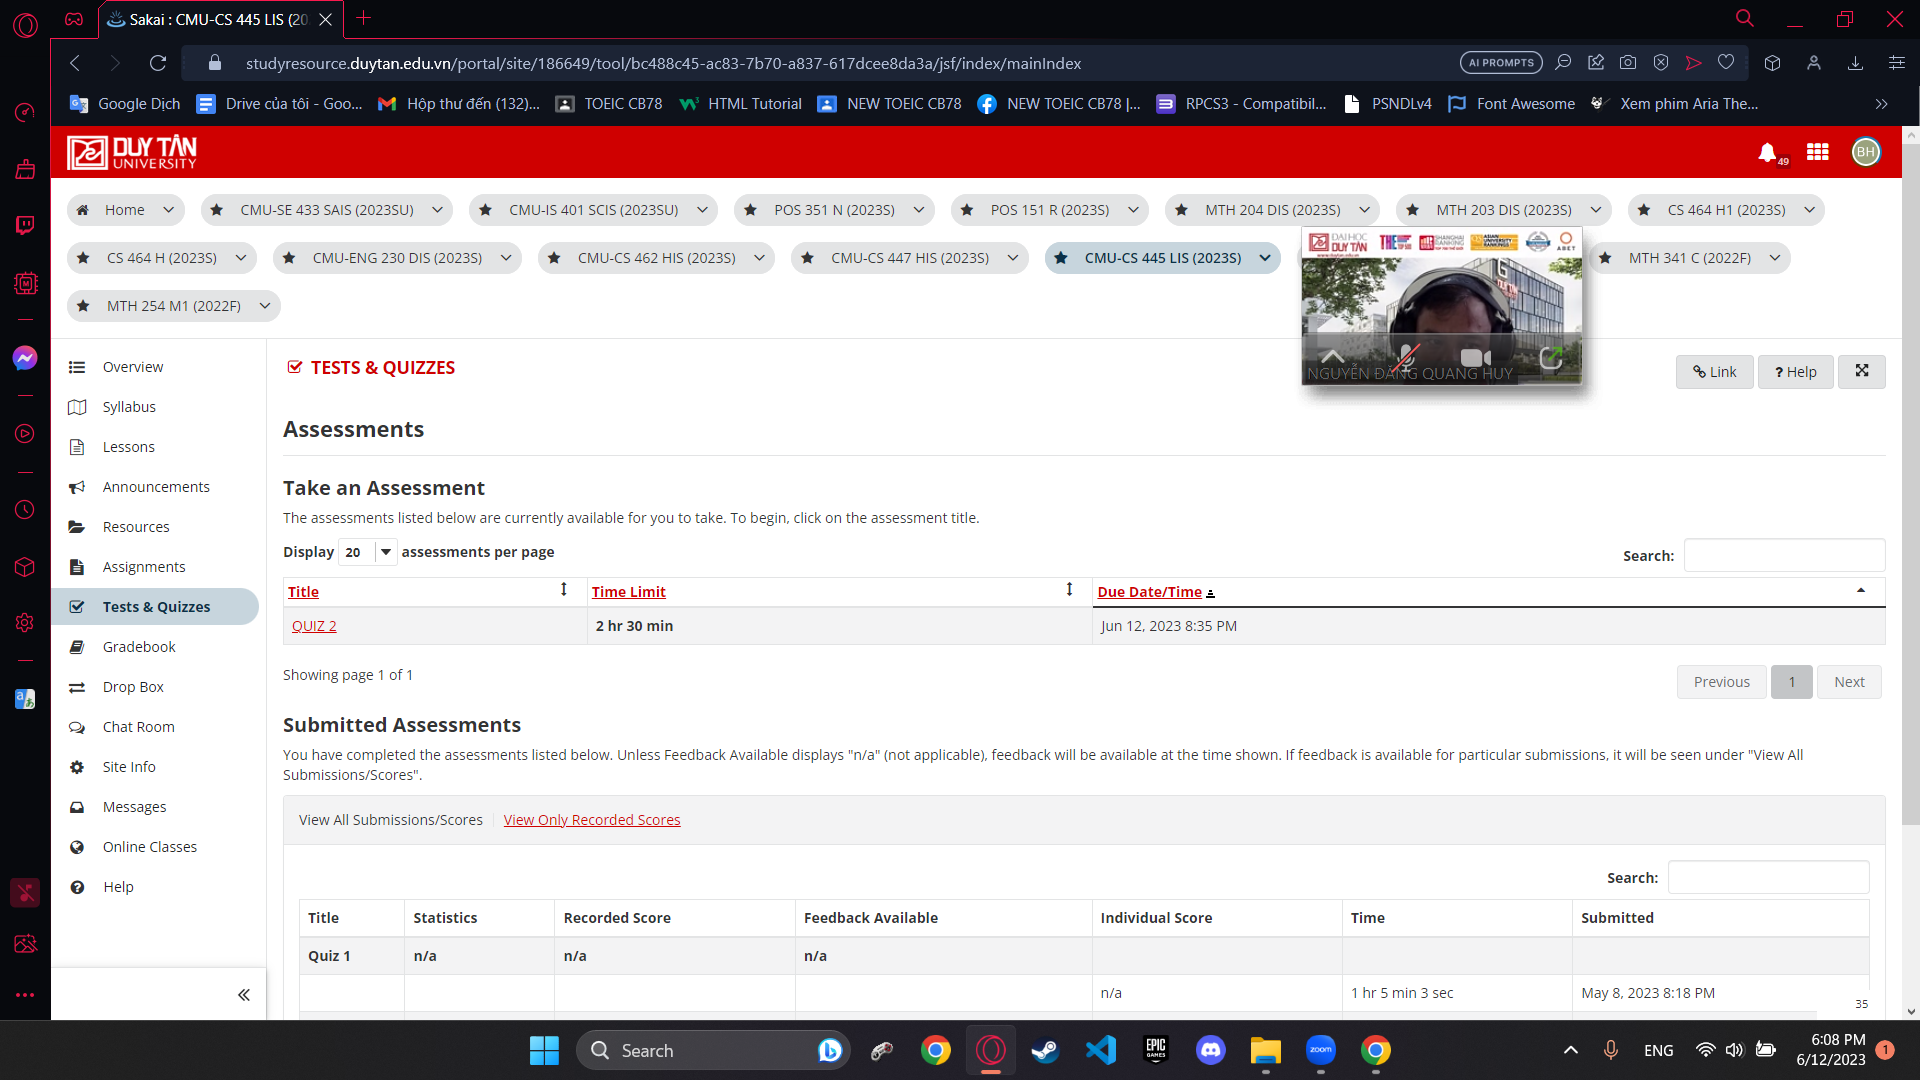 Sakai : CMU-CS 445 LIS (20
studyresource.duytan.edu.vn/portal/site/186649/tool/bc488c45-ac83-7b70-a837-617dcee8da3a/jsf/index/mainIndex
AI PROMPTS
Google Dịch
Drive của tôi - Goo...
Hộp thư đến (132)...
TOEIC CB78
HTML Tutorial
NEW TOEIC CB78
NEW TOEIC CB78 |...
RPCS3 - Compatibil...
PSNDLv4
Font Awesome
Xem phim Aria The...
DUY TÂN
UNIVERSITY
49
BH
Home
CMU-SE 433 SAIS (2023SU)
CMU-IS 401 SCIS (2023SU)
POS 351 N (2023S)
POS 151 R (2023S)
MTH 204 DIS (2023S)
MTH 203 DIS (2023S)
CS 464 H1 (2023S)
CS 464 H (2023S)
CMU-ENG 230 DIS (2023S)
CMU-CS 462 HIS (2023S)
CMU-CS 447 HIS (2023S)
CMU-CS 445 LIS (2023S)
MTH 341 C (2022F)
MTH 254 M1 (2022F)
ĐẠI HỌC
DUY TÂN
NGUYỄN ĐĂNG QUANG HUY
Overview
Syllabus
Lessons
Announcements
Resources
Assignments
Tests & Quizzes
Gradebook
Drop Box
Chat Room
Site Info
Messages
Online Classes
Help
TESTS & QUIZZES
Link
? Help
Assessments
Take an Assessment
The assessments listed below are currently available for you to take. To begin, click on the assessment title.
Display 20 assessments per page
Search:
Title
Time Limit
Due Date/Time
QUIZ 2
2 hr 30 min
Jun 12, 2023 8:35 PM
Showing page 1 of 1
Previous
1
Next
Submitted Assessments
You have completed the assessments listed below. Unless Feedback Available displays "n/a" (not applicable), feedback will be available at the time shown. If feedback is available for particular submissions, it will be seen under "View All
Submissions/Scores".
View All Submissions/Scores
View Only Recorded Scores
Search:
Title
Statistics
Recorded Score
Feedback Available
Individual Score
Time
Submitted
Quiz 1
n/a
n/a
n/a
n/a
1 hr 5 min 3 sec
May 8, 2023 8:18 PM
35
Search
EPIC
GAMES
zoom
ENG
6:08 PM
6/12/2023
1